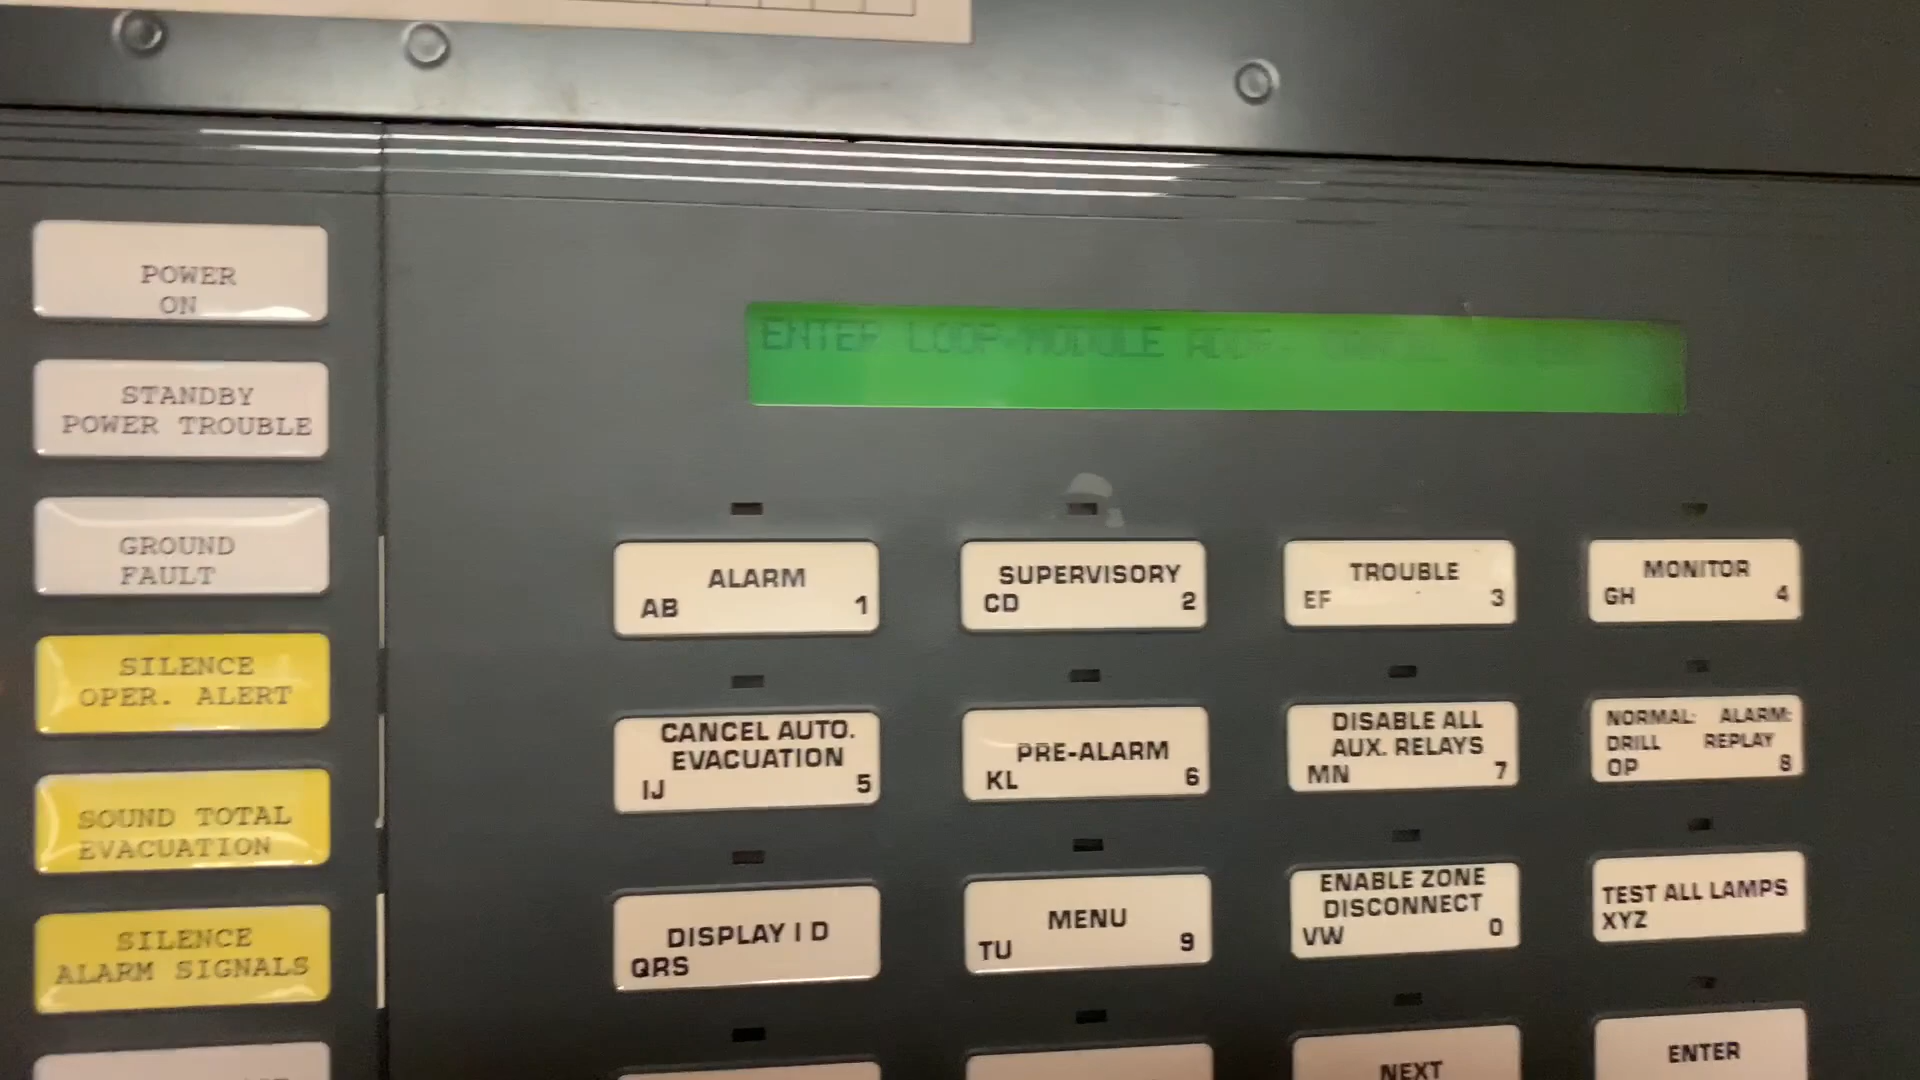 ENTER LOOP-MODULE ADDR-
POWER
ON
STANDBY
POWER TROUBLE
GROUND
FAULT
SILENCE
OPER. ALERT
SOUND TOTAL
EVACUATION
SILENCE
ALARM SIGNALS
ALARM
AB 1
SUPERVISORY
CD 2
TROUBLE
EF 3
MONITOR
GH 4
CANCEL AUTO.
EVACUATION
IJ 5
PRE-ALARM
KL 6
DISABLE ALL
AUX. RELAYS
MN 7
NORMAL: ALARM:
DRILL REPLAY
OP 8
DISPLAY I D
QRS
MENU
TU 9
ENABLE ZONE
DISCONNECT
VW 0
TEST ALL LAMPS
XYZ
NEXT
ENTER